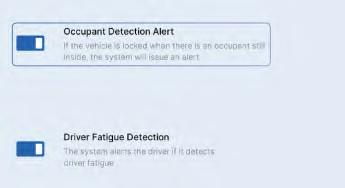 Occupant Detection Alert
If the vehicle is locked when there is an occupant still
inside, the system will issue an alert
Driver Fatigue Detection
The system alerts the driver if it detects
driver fatigue